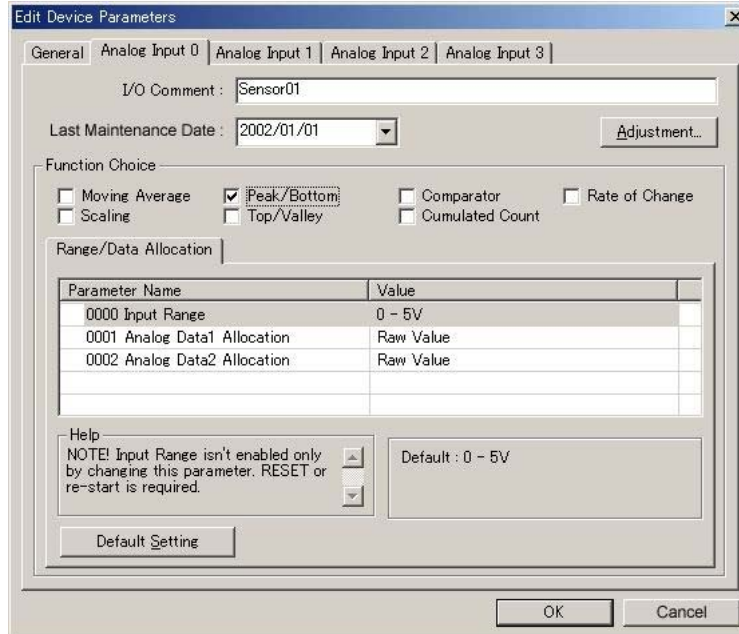 Edit Device Parameters
General Analog Input 0 Analog Input 1 Analog Input 2 Analog Input 3
I/O Comment : Sensor01
Last Maintenance Date : 2002/01/01 Adjustment...
Function Choice
Moving Average Peak/Bottom Comparator Rate of Change
Scaling Top/Valley Cumulated Count
Range/Data Allocation
Parameter Name Value
0000 Input Range 0 - 5V
0001 Analog Data1 Allocation Raw Value
0002 Analog Data2 Allocation Raw Value
Help
NOTE! Input Range isn't enabled only
by changing this parameter. RESET or
re-start is required.
Default : 0 - 5V
Default Setting
OK Cancel